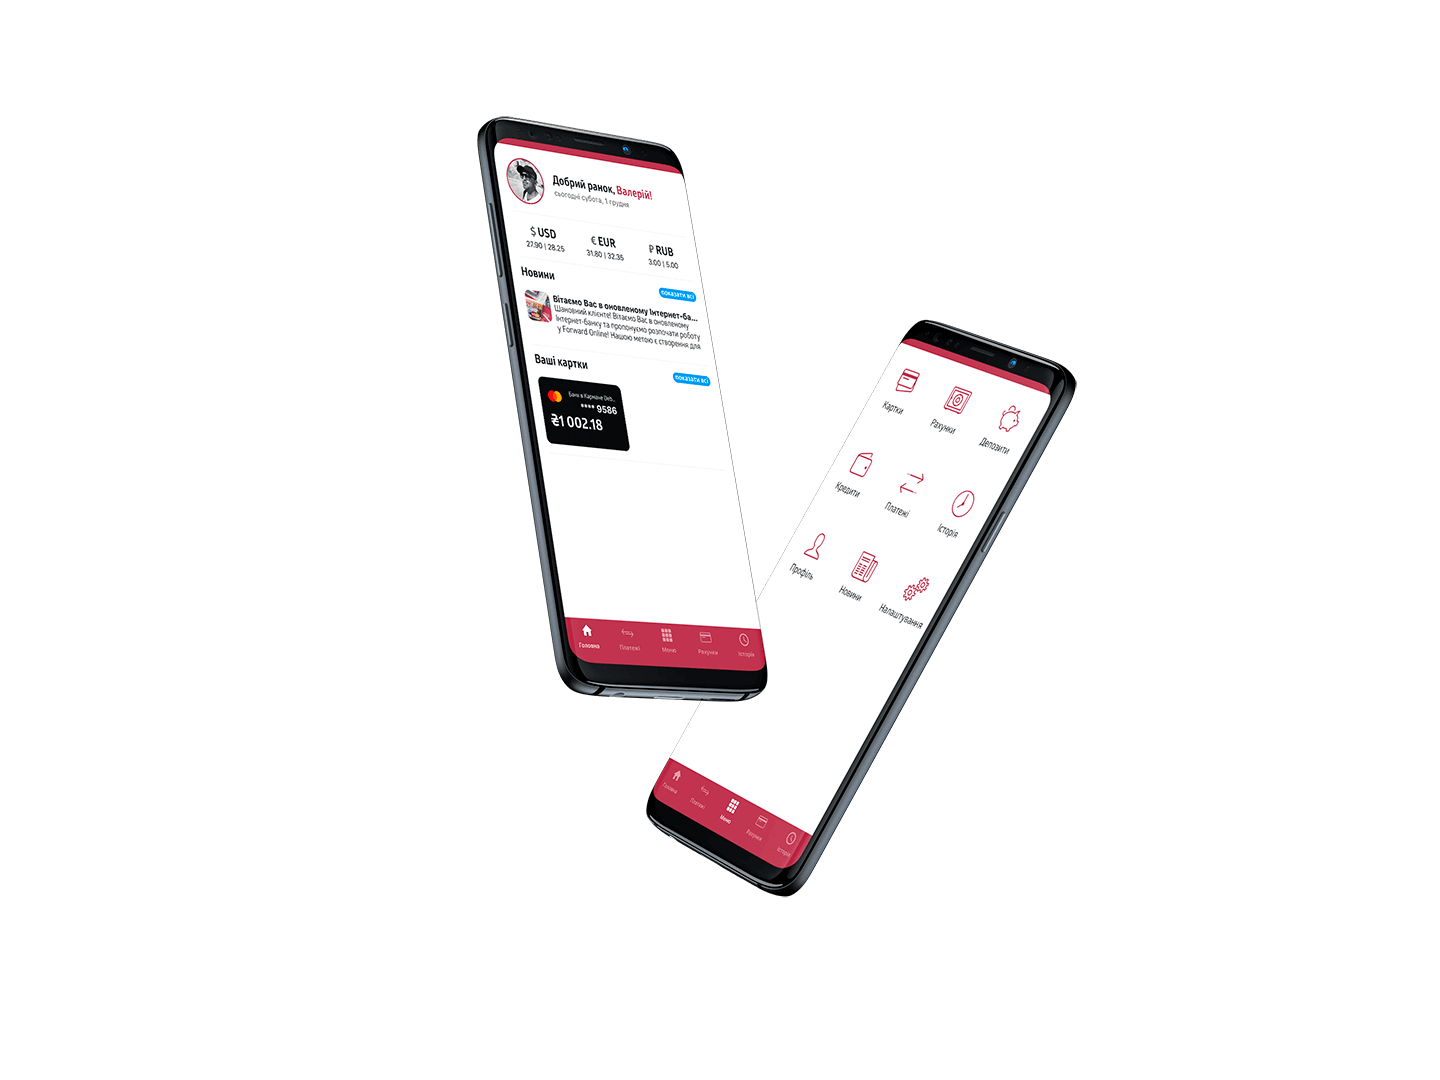 Добрий ранок, Валерій!
сьогодні субота, 1 грудня
$ USD
27.90 | 28.25
€ EUR
31.80 | 32.35
₽ RUB
3.00 | 5.00
Новини
показати всі
Вітаємо Вас в оновленому Інтернет-ба...
Шановний клієнте! Вітаємо Вас в оновленому
Інтернет-банку та пропонуємо розпочати роботу
у Forward Online! Нашою метою є створення для
Ваші картки
показати всі
Банк в Кармане Deb...
**** 9586
₴1 002.18
Головна
Платежі
Меню
Рахунки
Історія
Картки
Рахунки
Депозити
Кредити
Платежі
Історія
Профіль
Новини
Налаштування
Головна
Платежі
Меню
Рахунки
Історія